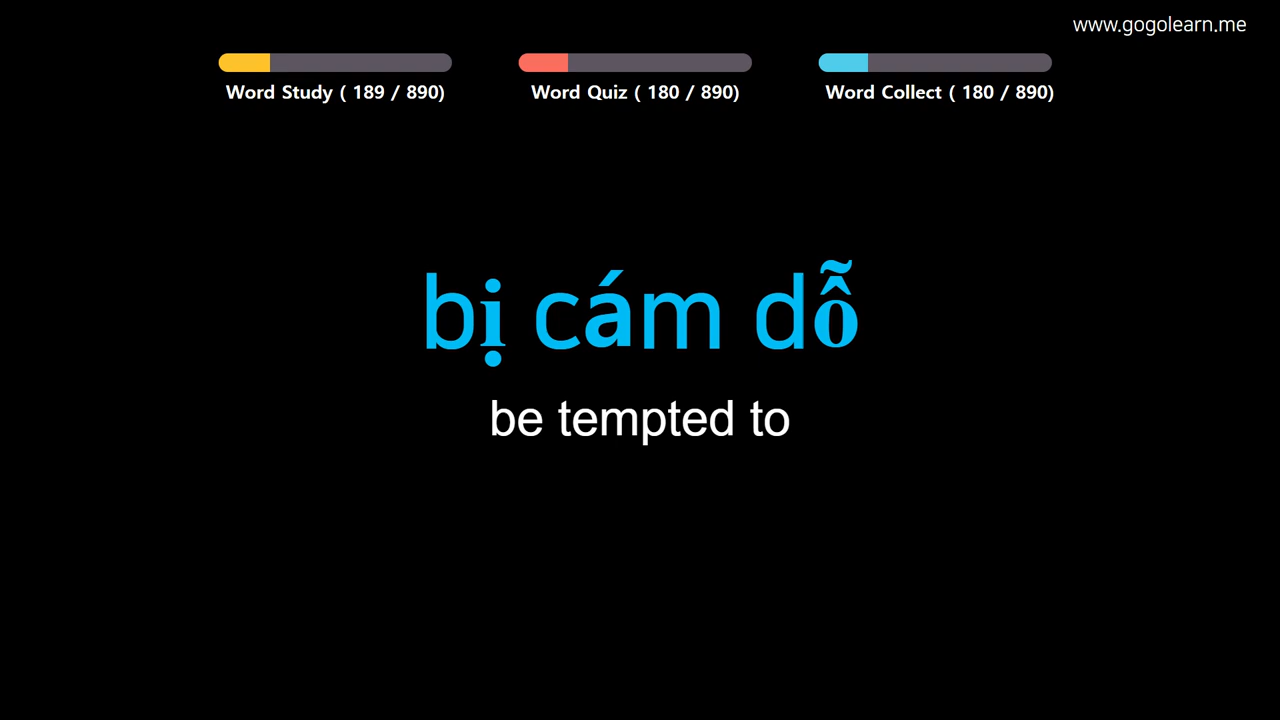 www.gogolearn.me
Word Study ( 189 / 890)
Word Quiz ( 180 / 890)
Word Collect ( 180 / 890)
bị cám dỗ
be tempted to